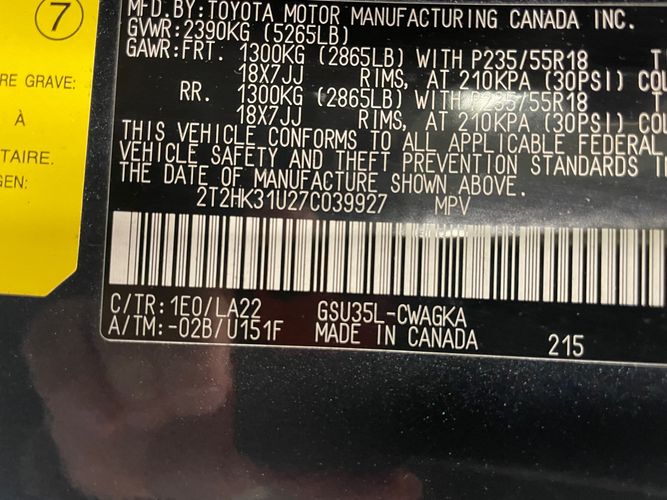 7
RE GRAVE:
À
TAIRE.
GEN:
MFD.BY:TOYOTA MOTOR MANUFACTURING CANADA INC.
GVWR:2390KG (5265LB)
GAWR:FRT. 1300KG (2865LB) WITH P235/55R18
18X7JJ RIMS, AT 210KPA (30PSI) COL
RR. 1300KG (2865LB) WITH P235/55R18
18X7JJ RIMS, AT 210KPA (30PSI) COL
THIS VEHICLE CONFORMS TO ALL APPLICABLE FEDERAL
VEHICLE SAFETY AND THEFT PREVENTION STANDARDS
THE DATE OF MANUFACTURE SHOWN ABOVE.
2T2HK31U27C039927 MPV
C/TR:1E0/LA22 GSU35L-CWAGKA
A/TM:-02B/U151F MADE IN CANADA 215